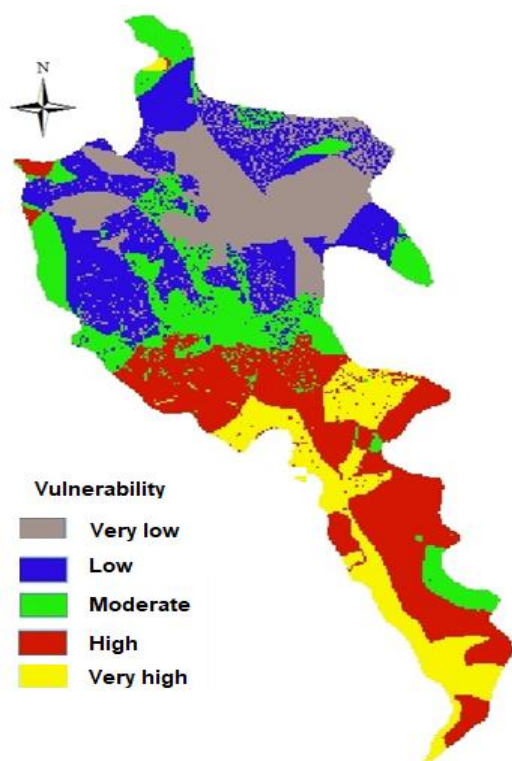 N
Vulnerability
Very low
Low
Moderate
High
Very high